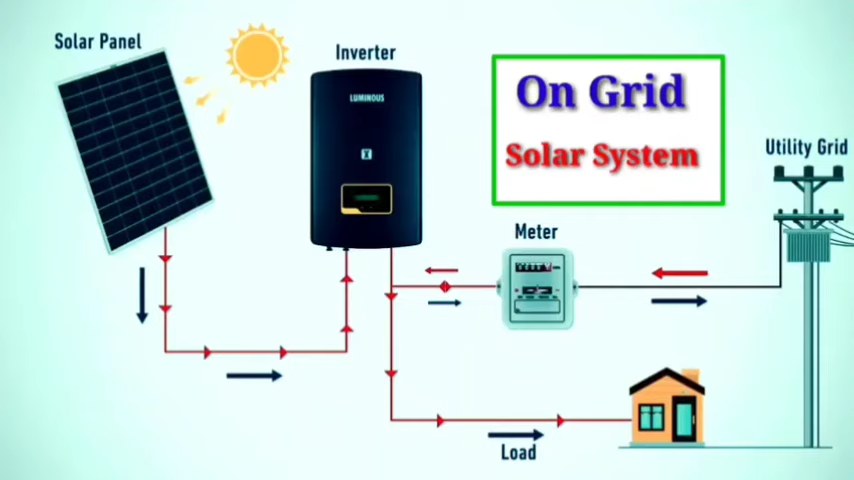 Solar Panel
Inverter
LUMINOUS
X
On Grid
Solar System
Utility Grid
Meter
Load